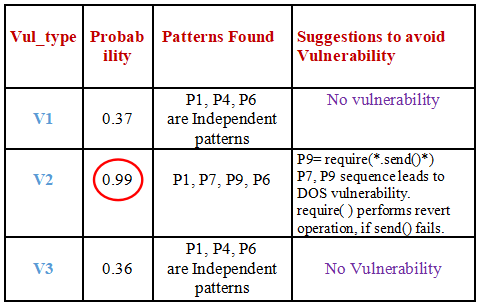 Vul_type Probab Patterns Found Suggestions to avoid
ility Vulnerability
V1 0.37 P1, P4, P6 No vulnerability
are Independent
patterns
V2 0.99 P1, P7, P9, P6 P9= require(*.send()*)
P7, P9 sequence leads to
DOS vulnerability.
require( ) performs revert
operation, if send() fails.
V3 0.36 P1, P4, P6 No Vulnerability
are Independent
patterns